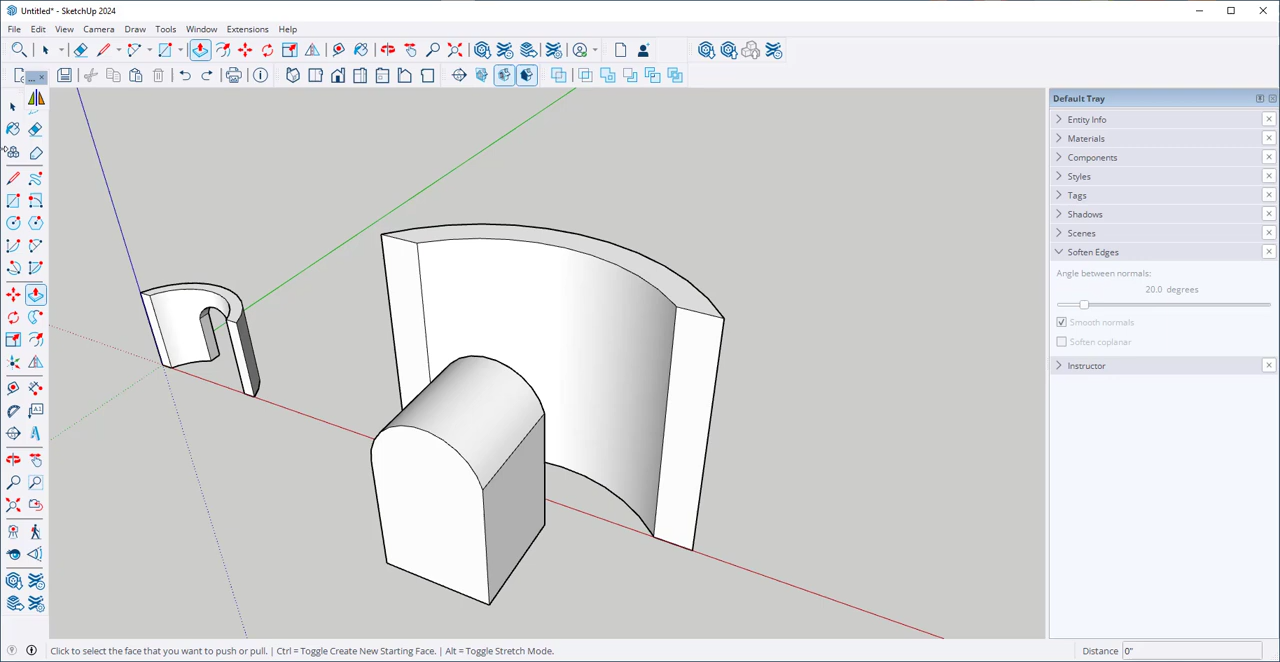 Untitled* - SketchUp 2024
File Edit View Camera Draw Tools Window Extensions Help
Default Tray
Entity Info
Materials
Components
Styles
Tags
Shadows
Scenes
Soften Edges
Angle between normals:
20.0 degrees
Smooth normals
Soften coplanar
Instructor
Click to select the face that you want to push or pull. | Ctrl = Toggle Create New Starting Face. | Alt = Toggle Stretch Mode.
Distance 0"